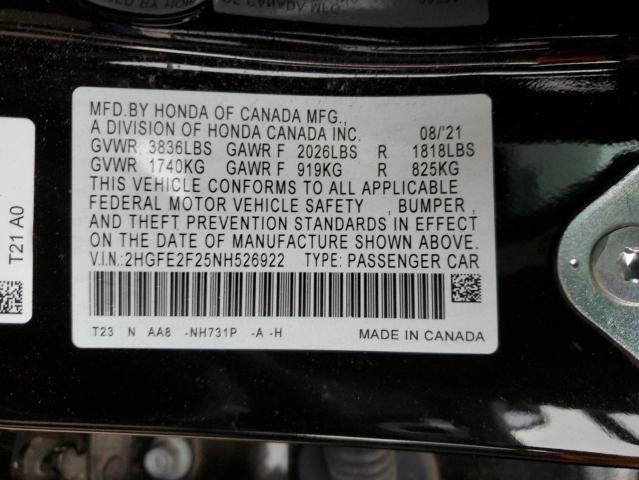 MFD.BY HONDA OF CANADA MFG.,
A DIVISION OF HONDA CANADA INC. 08/'21
GVWR 3836LBS GAWR F 2026LBS R 1818LBS
GVWR 1740KG GAWR F 919KG R 825KG
THIS VEHICLE CONFORMS TO ALL APPLICABLE
FEDERAL MOTOR VEHICLE SAFETY , BUMPER ,
AND THEFT PREVENTION STANDARDS IN EFFECT
ON THE DATE OF MANUFACTURE SHOWN ABOVE.
V.I.N.:2HGFE2F25NH526922 TYPE: PASSENGER CAR
T23 N AA8 -NH731P -A -H MADE IN CANADA
T21 A0